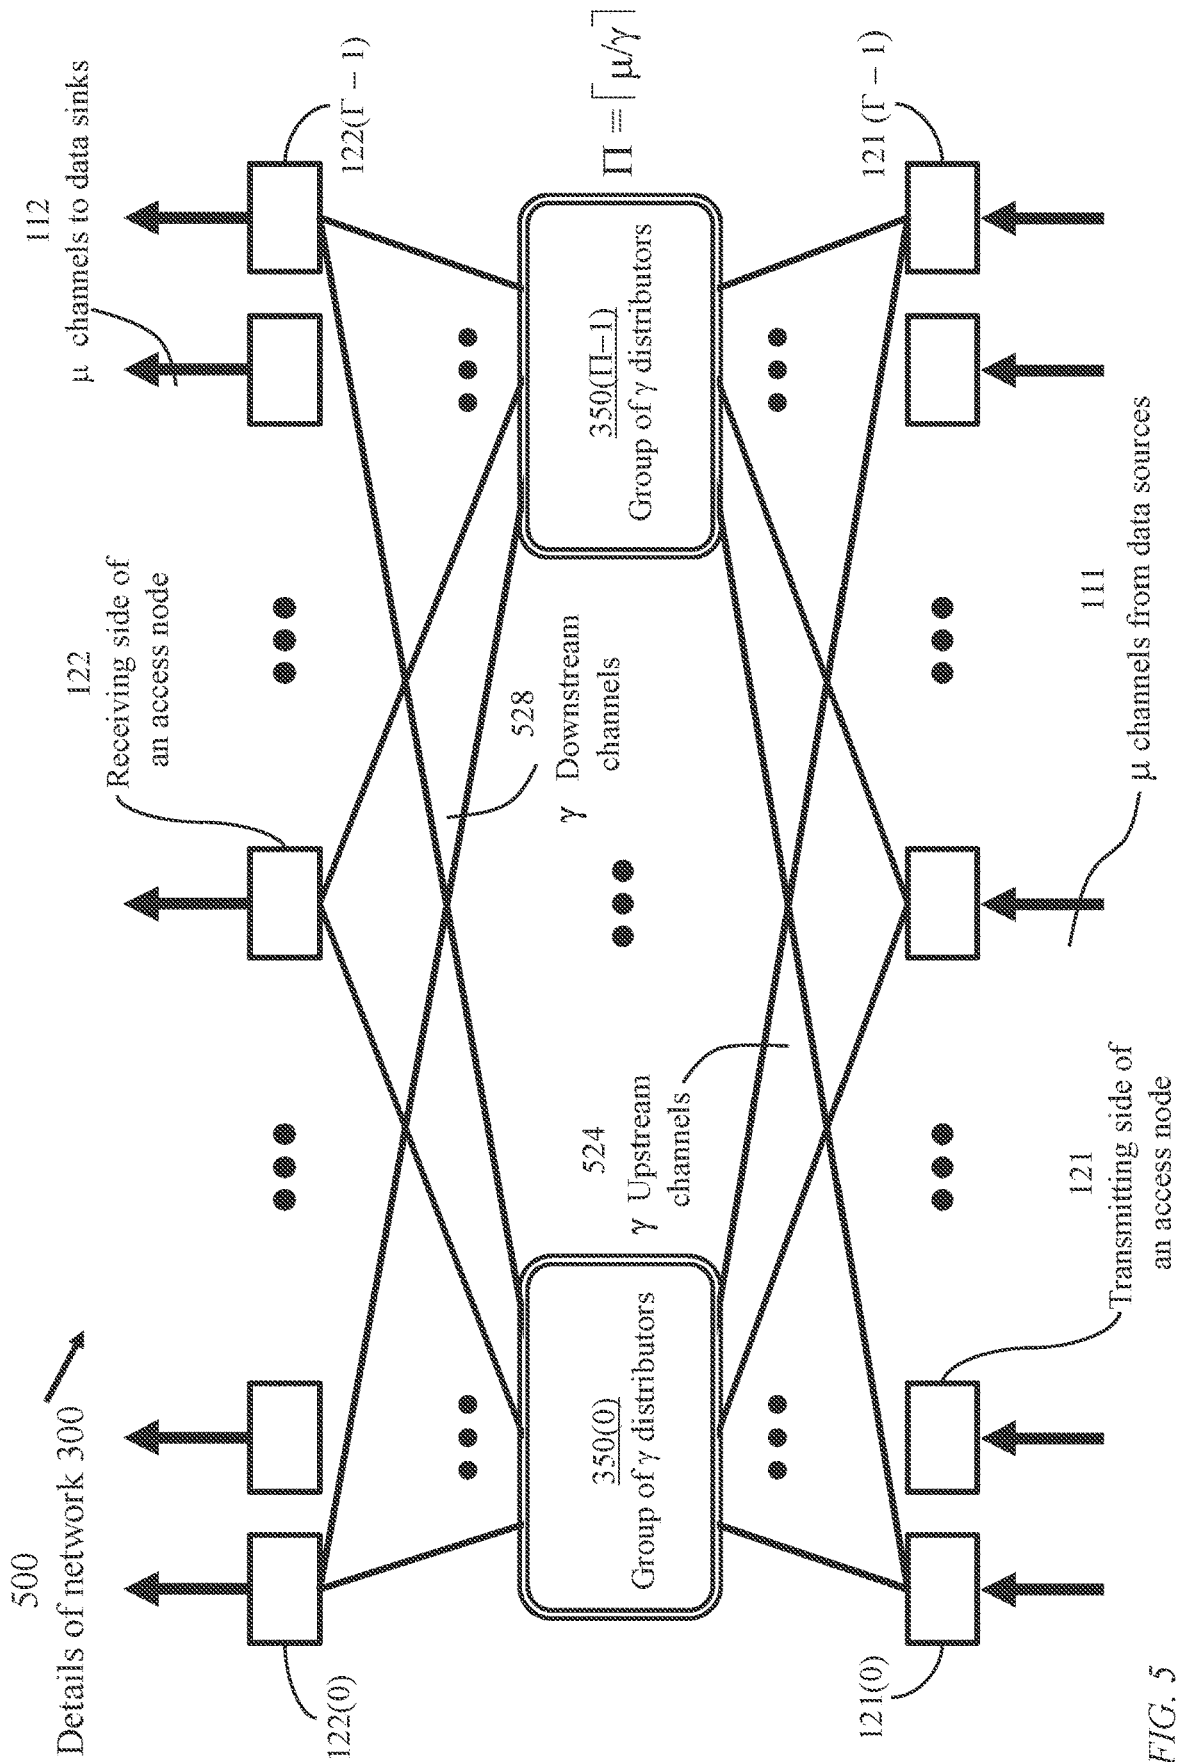 500
Details of network 300
112
μ channels to data sinks
122(0)
122
Receiving side of
an access node
122(Γ – 1)
528
γ Downstream
channels
350(0)
Group of γ distributors
350(Π–1)
Group of γ distributors
Π = ⌈μ/γ⌉
524
γ Upstream
channels
121(0)
121
Transmitting side of
an access node
111
μ channels from data sources
121 (Γ – 1)
FIG. 5